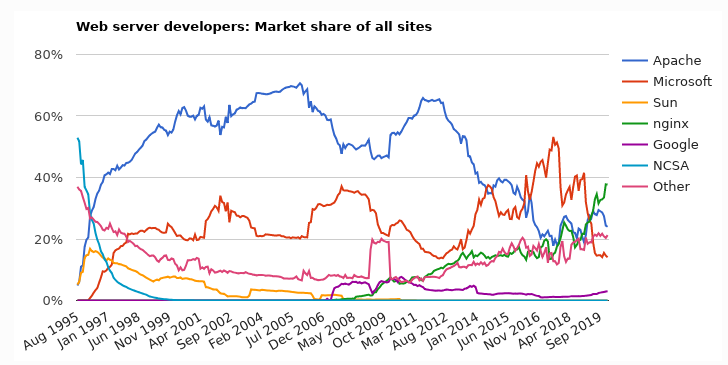 Web server developers: Market share of all sites
80%
60%
40%
20%
0%
Aug 1995
Jan 1997
Jun 1998
Nov 1999
Apr 2001
Sep 2002
Feb 2004
Jul 2005
Dec 2006
May 2008
Oct 2009
Mar 2011
Aug 2012
Jan 2014
Jun 2015
Nov 2016
Apr 2018
Sep 2019
Apache
Microsoft
Sun
nginx
Google
NCSA
Other